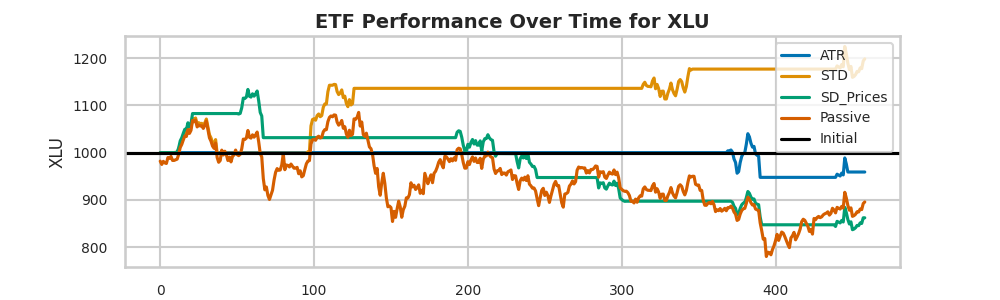 ETF Performance Over Time for XLU
XLU
1200
1100
1000
900
800
0
100
200
300
400
ATR
STD
SD_Prices
Passive
Initial